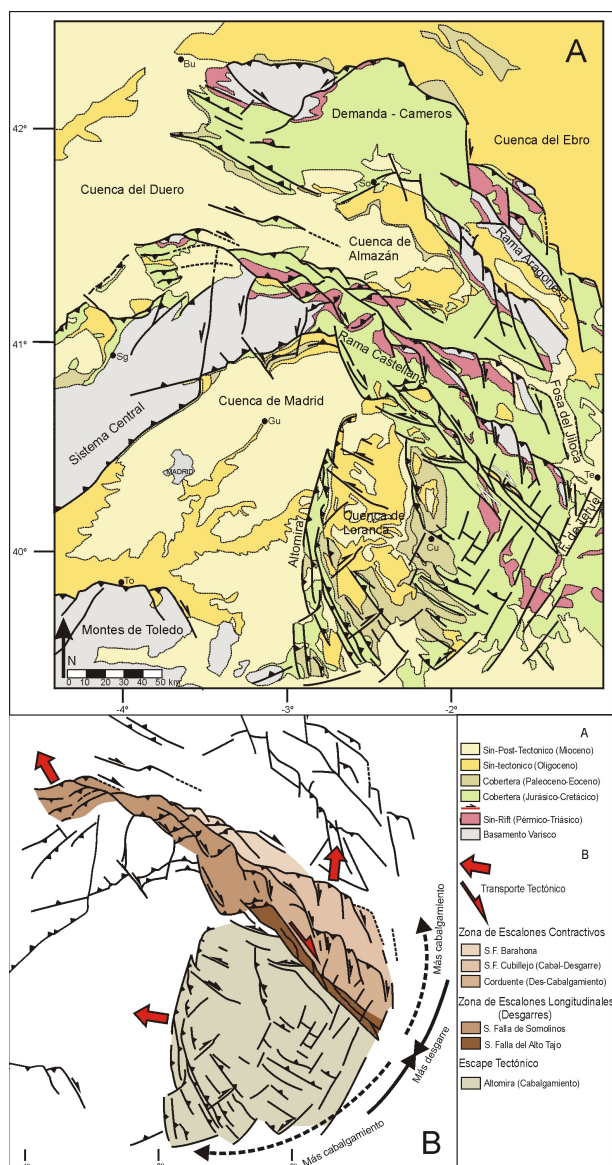 A
Bu
42°
Demanda - Cameros
Cuenca del Ebro
Cuenca del Duero
So
Cuenca de
Almazán
Rama Aragonesa
41°
Sg
Rama Castellana
Sistema Central
Cuenca de Madrid
Gu
Fosa del Jiloca
MADRID
Te
Altomira
Cuenca de
Loranca
Cu
F. de Teruel
40°
To
Montes de Toledo
N
0 10 20 30 40 50 km
-4° -3° -2°
A
Sin-Post-Tectonico (Mioceno)
Sin-tectonico (Oligoceno)
Cobertera (Paleoceno-Eoceno)
Cobertera (Jurásico-Cretácico)
Sin-Rift (Pérmico-Triásico)
Basamento Varisco
B
Transporte Tectónico
Zona de Escalones Contractivos
S.F. Barahona
S.F. Cubillejo (Cabal-Desgarre)
Corduente (Des-Cabalgamiento)
Zona de Escalones Longitudinales
(Desgarres)
S. Falla de Somolinos
S. Falla del Alto Tajo
Escape Tectónico
Altomira (Cabalgamiento)
Más cabalgamiento
Más desgarre
Más cabalgamiento
B